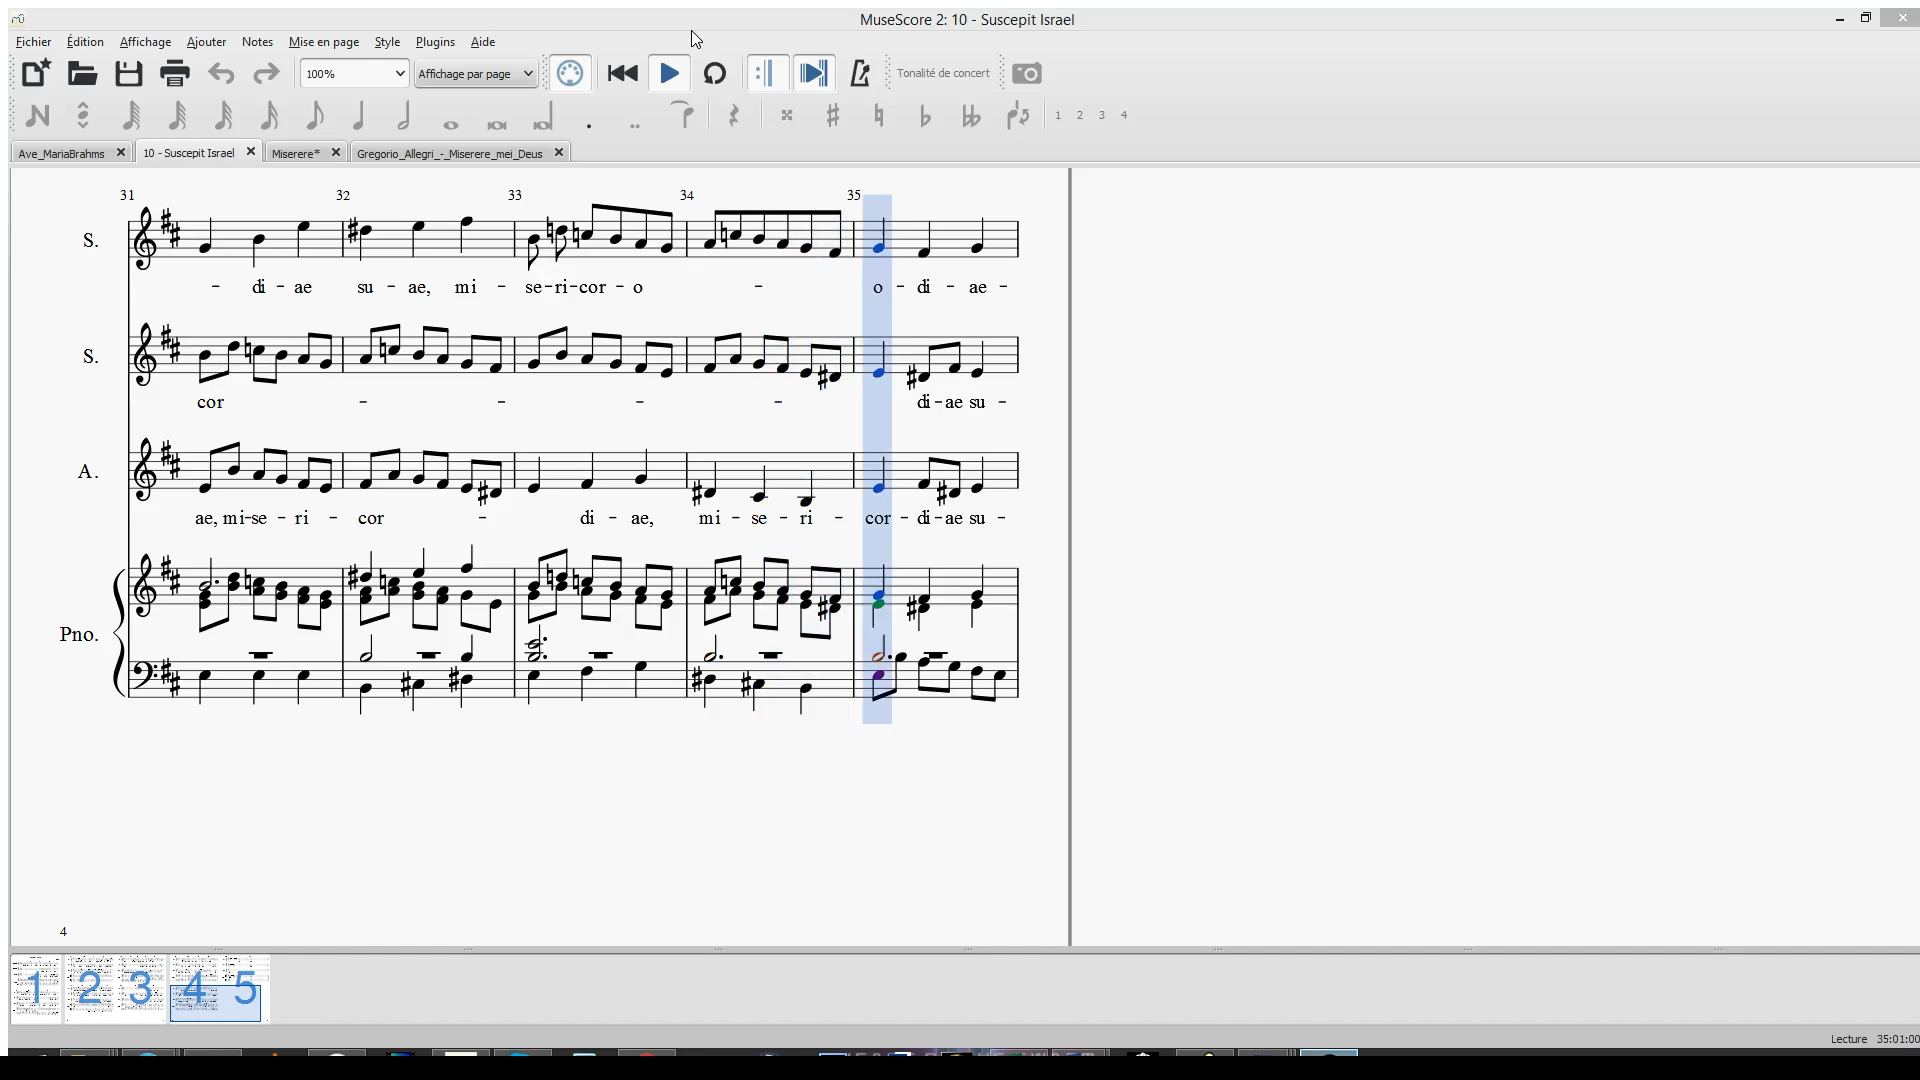 MuseScore 2: 10 - Suscepit Israel
Fichier Édition Affichage Ajouter Notes Mise en page Style Plugins Aide
100% Affichage par page Tonalité de concert
1 2 3 4
Ave_MariaBrahms 10 - Suscepit Israel Miserere* Gregorio_Allegri_-_Miserere_mei_Deus
31 32 33 34 35
S.
- di - ae su - ae, mi - se-ri-cor - o - o - di - ae -
S.
cor - - - - di-ae su -
A.
ae, mi-se - ri - cor - di - ae, mi - se - ri - cor - di-ae su -
Pno.
4
1 2 3 4 5
Lecture 35:01:00